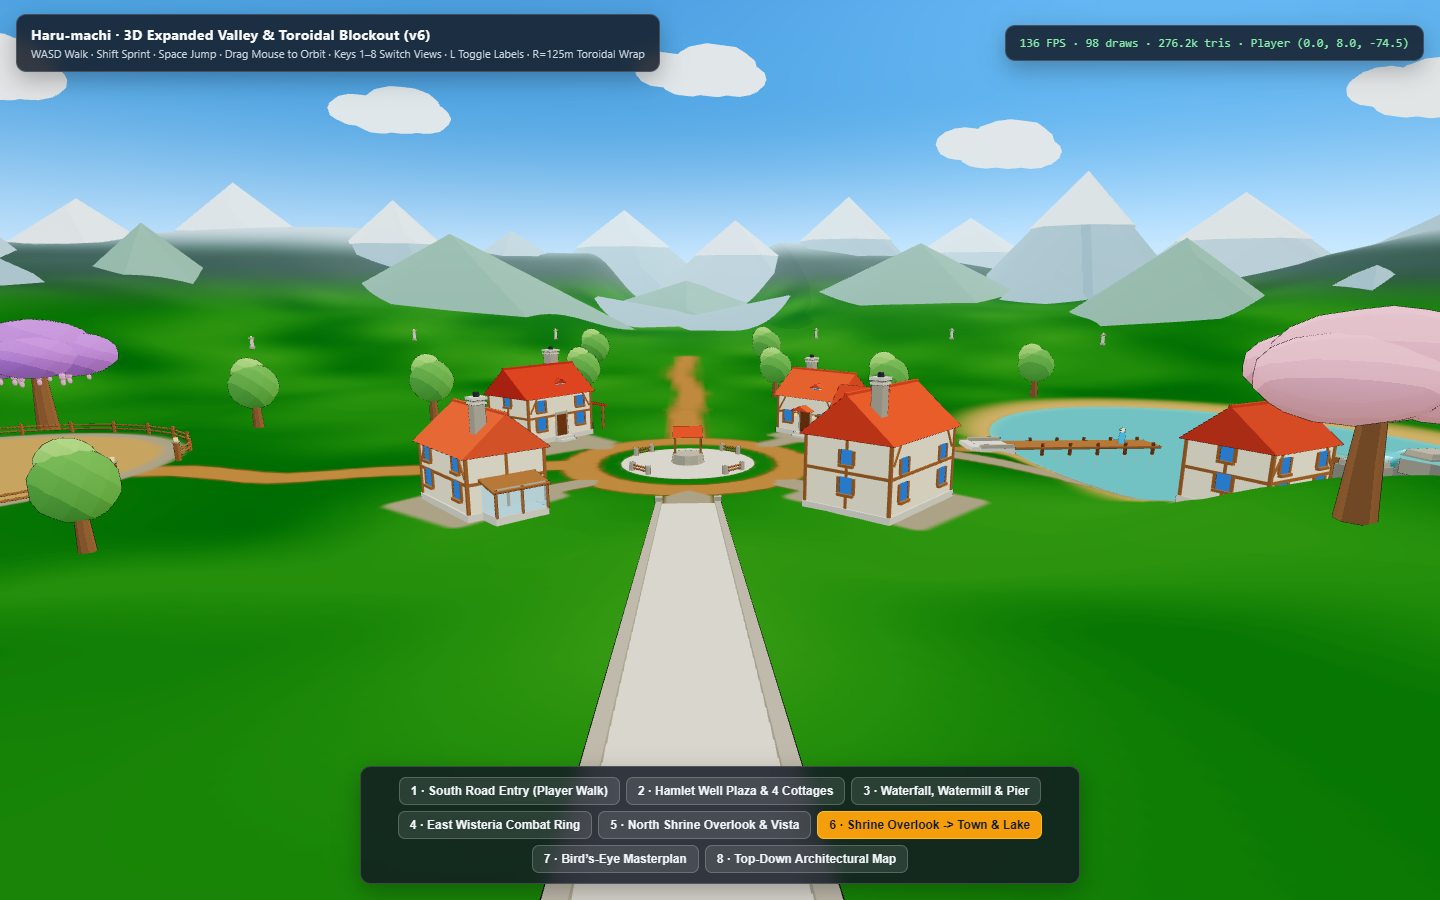 Haru-machi · 3D Expanded Valley & Toroidal Blockout (v6)
WASD Walk · Shift Sprint · Space Jump · Drag Mouse to Orbit · Keys 1–8 Switch Views · L Toggle Labels · R=125m Toroidal Wrap
136 FPS · 98 draws · 276.2k tris · Player (0.0, 8.0, -74.5)
1 · South Road Entry (Player Walk)
2 · Hamlet Well Plaza & 4 Cottages
3 · Waterfall, Watermill & Pier
4 · East Wisteria Combat Ring
5 · North Shrine Overlook & Vista
6 · Shrine Overlook -> Town & Lake
7 · Bird's-Eye Masterplan
8 · Top-Down Architectural Map